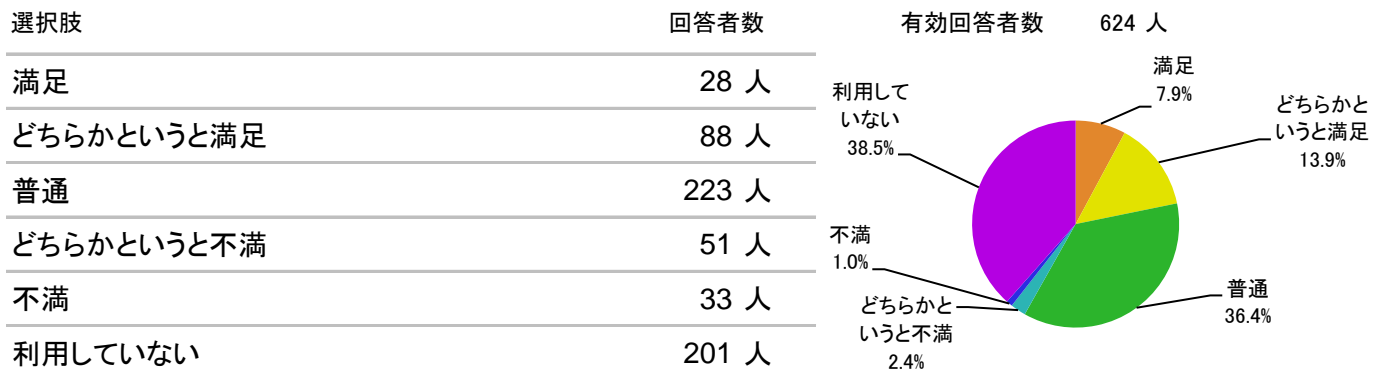 選択肢 回答者数
満足 28 人
どちらかというと満足 88 人
普通 223 人
どちらかというと不満 51 人
不満 33 人
利用していない 201 人
有効回答者数 624 人
満足
7.9%
どちらかと
いうと満足
13.9%
普通
36.4%
どちらかと
いうと不満
2.4%
不満
1.0%
利用して
いない
38.5%